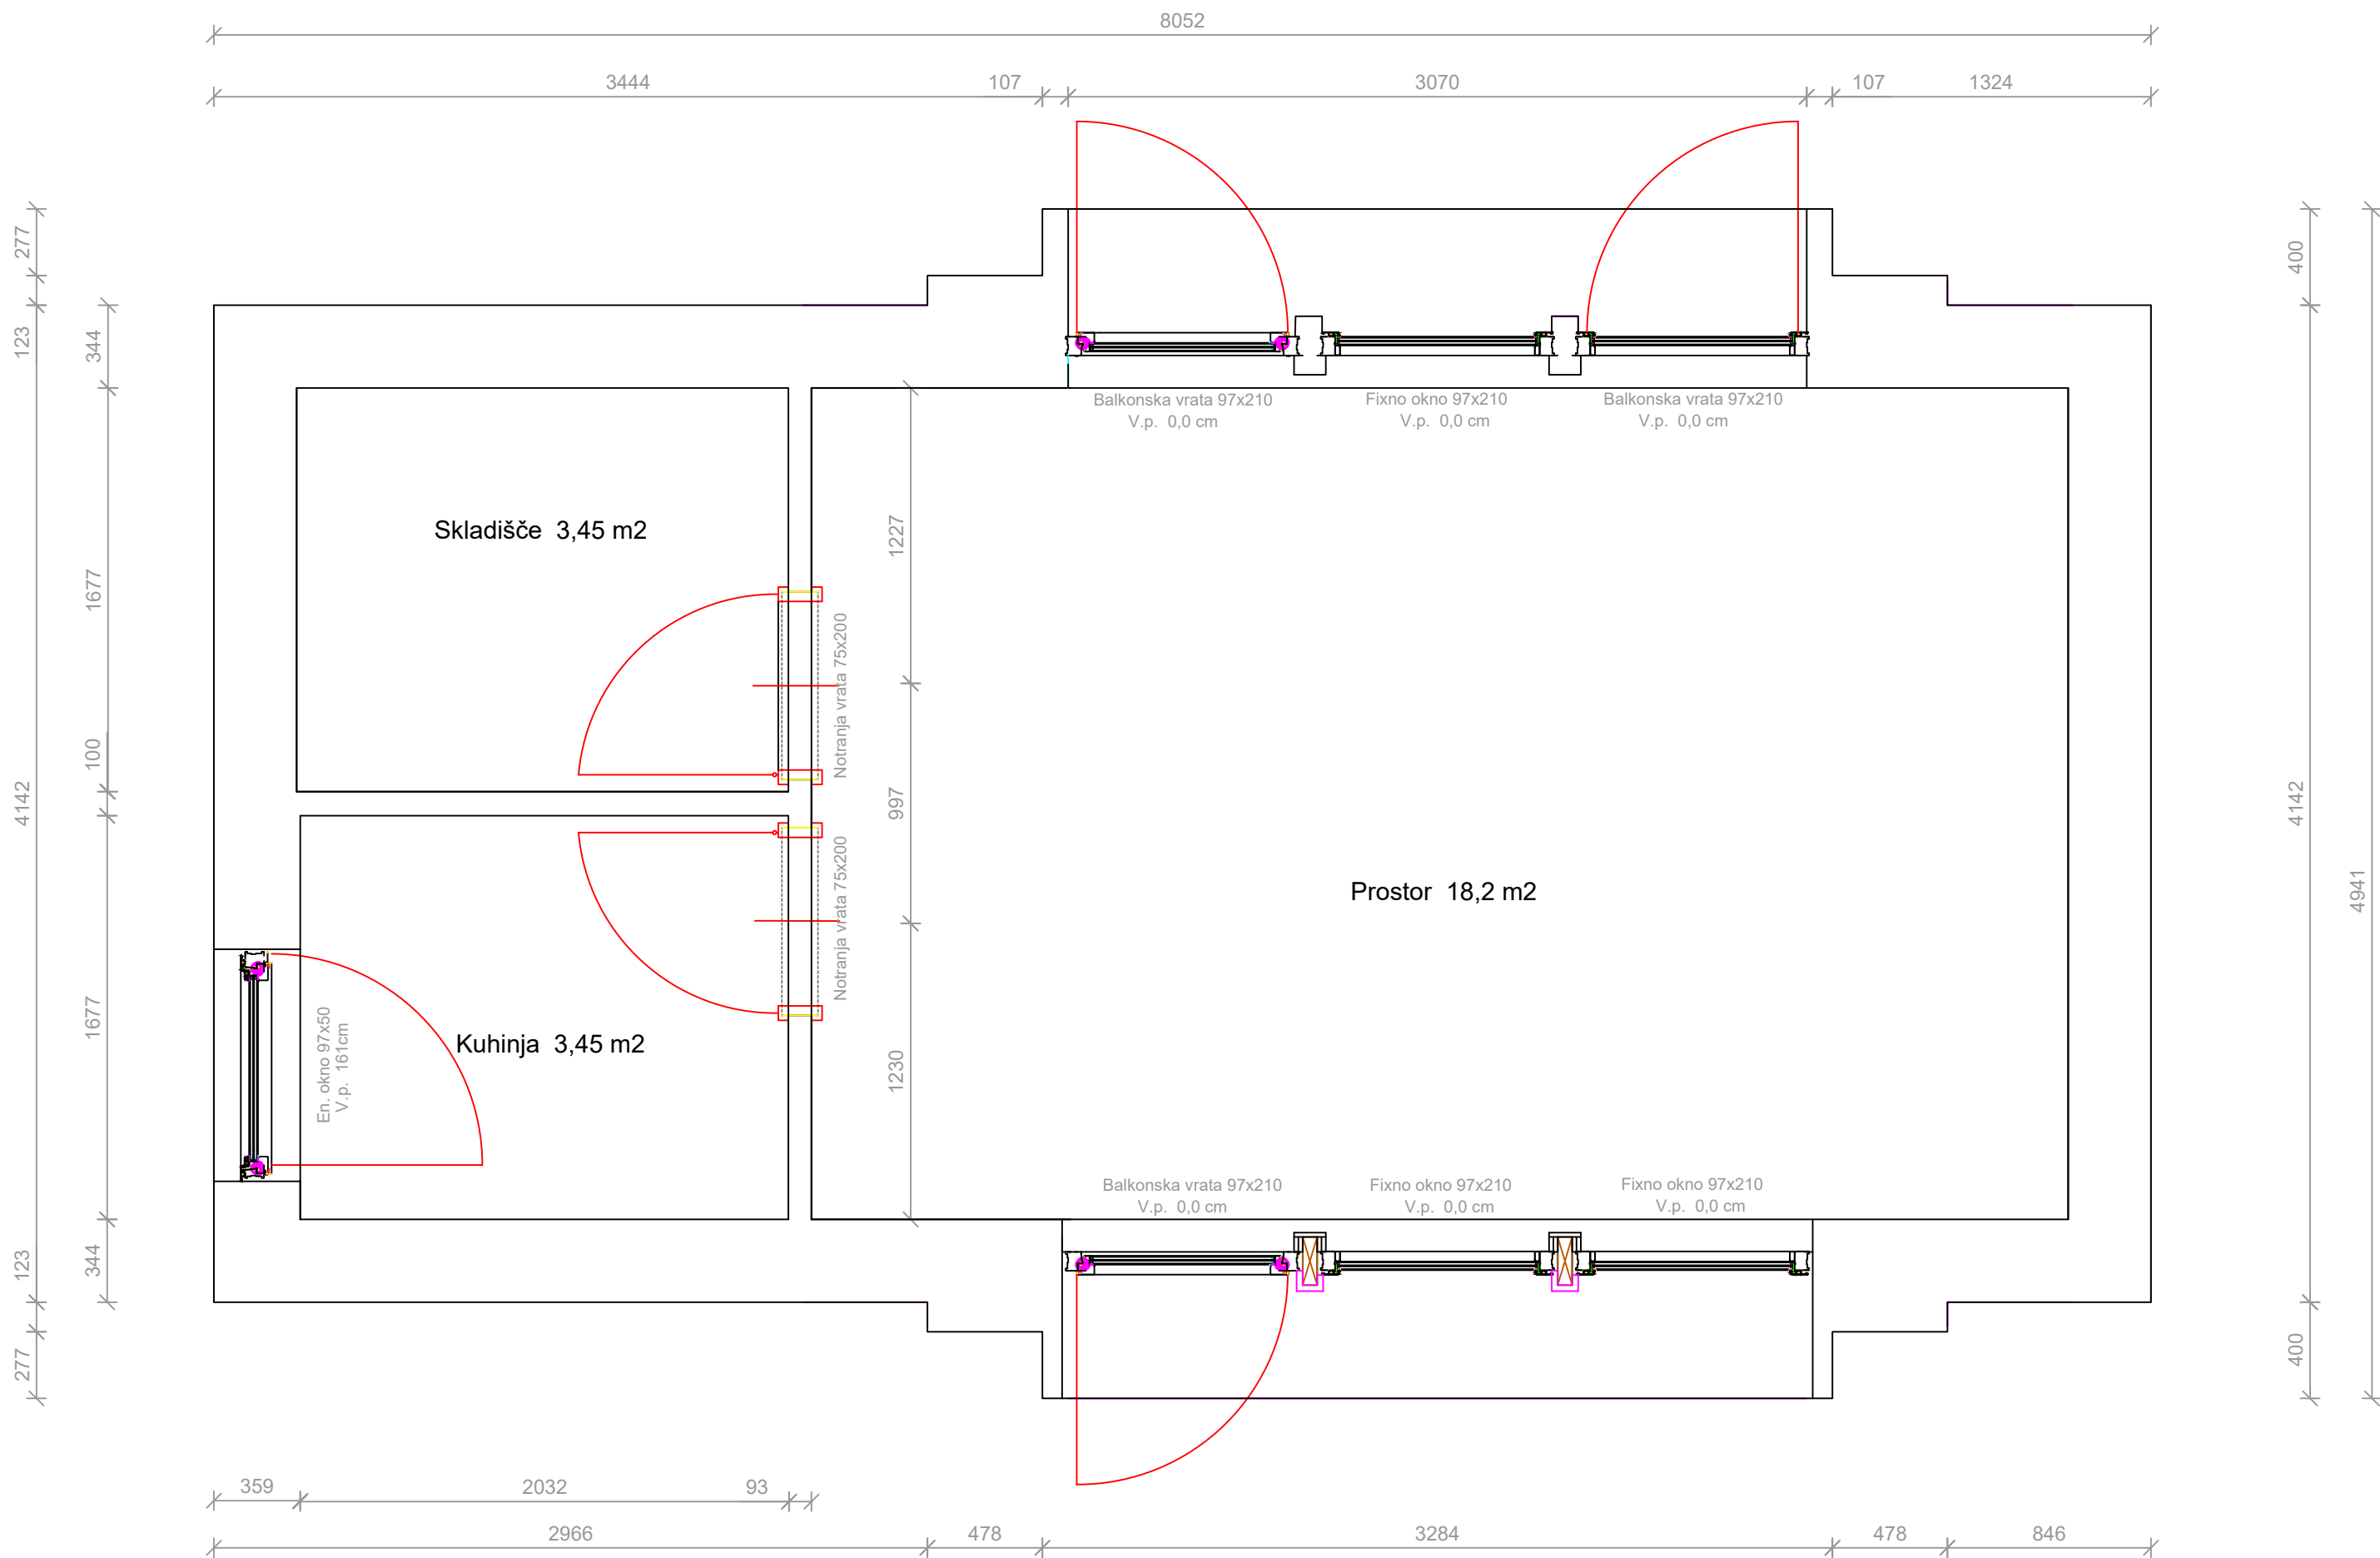 8052
3444
107
3070
107
1324
277
123
344
1677
100
4142
1677
344
123
277
400
4142
4941
400
Balkonska vrata 97x210
V.p. 0,0 cm
Fixno okno 97x210
V.p. 0,0 cm
Balkonska vrata 97x210
V.p. 0,0 cm
Skladišče 3,45 m2
1227
Notranja vrata 75x200
997
Prostor 18,2 m2
Notranja vrata 75x200
Kuhinja 3,45 m2
En. okno 97x50
V.p. 161cm
1230
Balkonska vrata 97x210
V.p. 0,0 cm
Fixno okno 97x210
V.p. 0,0 cm
Fixno okno 97x210
V.p. 0,0 cm
359
2032
93
2966
478
3284
478
846